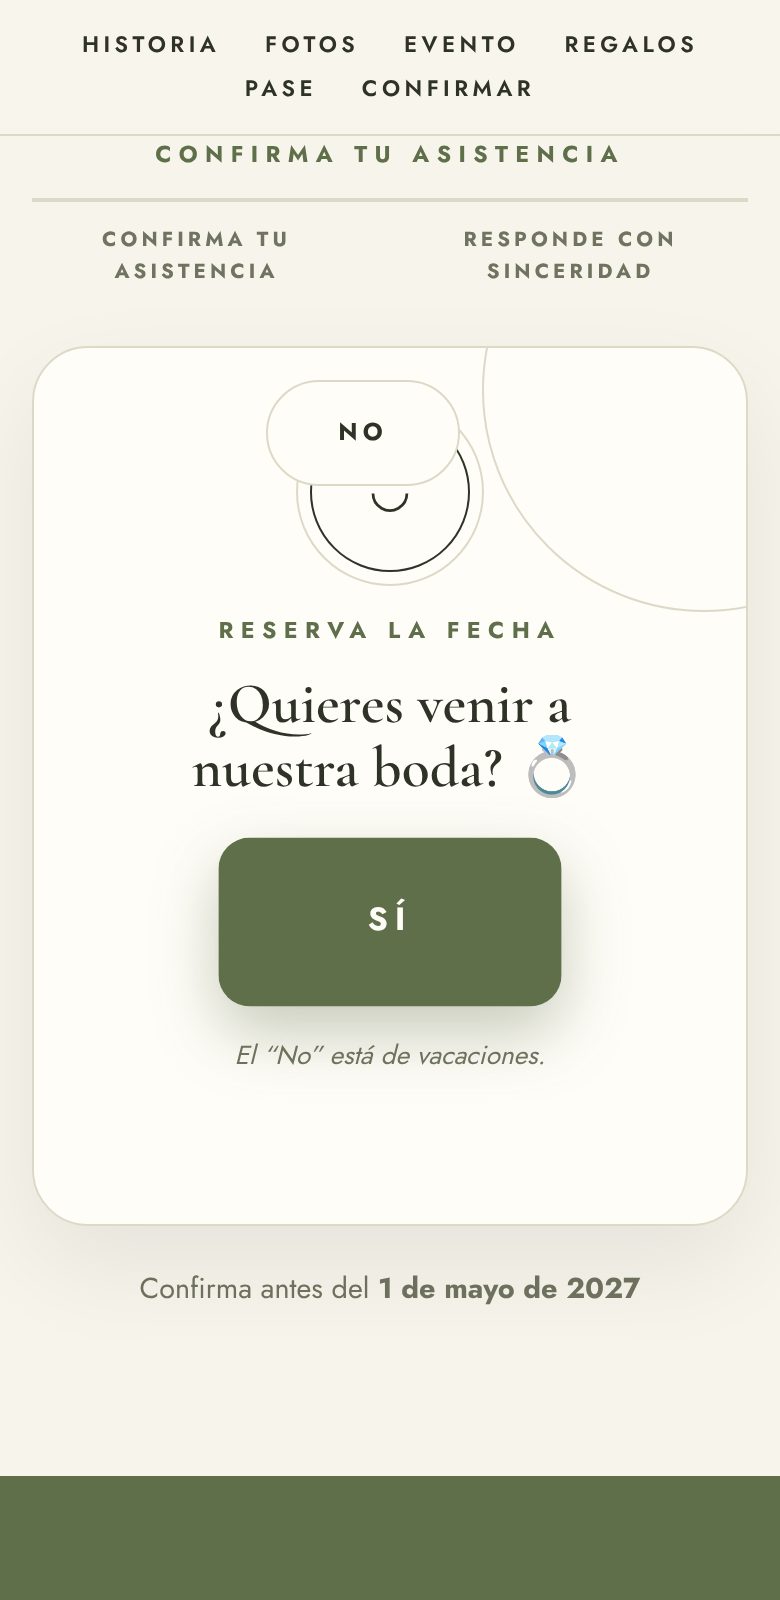 HISTORIA FOTOS EVENTO REGALOS
PASE CONFIRMAR
CONFIRMA TU ASISTENCIA
CONFIRMA TU
ASISTENCIA
RESPONDE CON
SINCERIDAD
NO
RESERVA LA FECHA
¿Quieres venir a
nuestra boda? 💍
SÍ
El “No” está de vacaciones.
Confirma antes del 1 de mayo de 2027